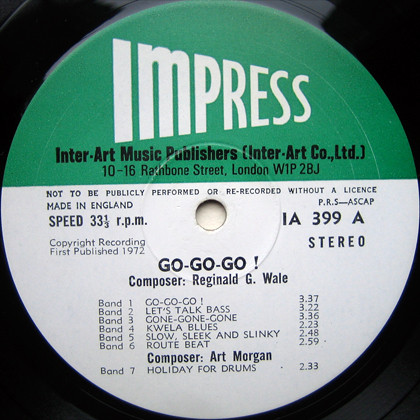 IMPRESS
Inter-Art Music Publishers (Inter-Art Co.,Ltd.)
10-16 Rathbone Street, London W1P 2BJ
NOT TO BE PUBLICLY PERFORMED OR RE-RECORDED WITHOUT A LICENCE
MADE IN ENGLAND P.R.S-ASCAP
SPEED 33⅓ r.p.m. IA 399 A
Copyright Recording STEREO
First Published 1972
GO-GO-GO !
Composer: Reginald G. Wale
Band 1 GO-GO-GO ! 3.37
Band 2 LET'S TALK BASS 3.22
Band 3 GONE-GONE-GONE 3.36
Band 4 KWELA BLUES 2.23
Band 5 SLOW, SLEEK AND SLINKY 2.48
Band 6 ROUTE BEAT 2.59
Composer: Art Morgan
Band 7 HOLIDAY FOR DRUMS 2.33